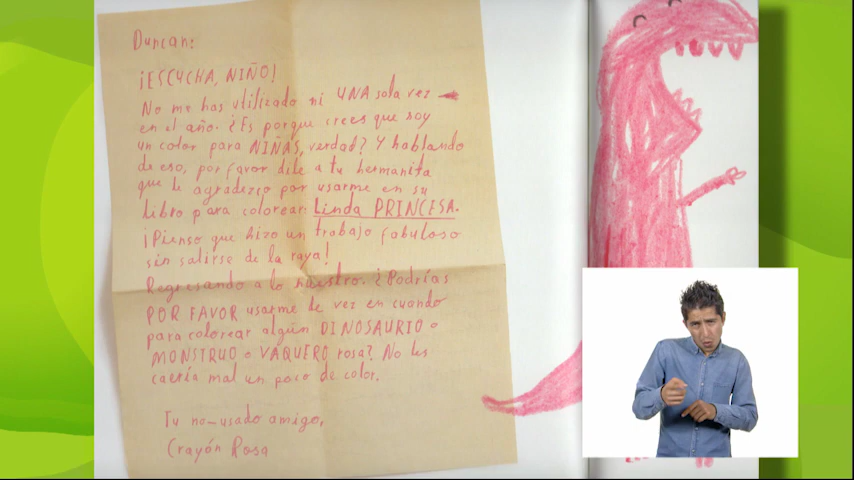 Duncan:
¡ESCUCHA, NIÑO!
No me has utilizado ni UNA sola vez
en el año. ¿Es porque crees que soy
un color para NIÑAS, verdad? Y hablando
de eso, por favor dile a tu hermanita
que le agradezco por usarme en su
libro para colorear: Linda PRINCESA.
¡Pienso que hizo un trabajo fabuloso
sin salirse de la raya!
Regresando a lo nuestro. ¿Podrías
POR FAVOR usarme de vez en cuando
para colorear algún DINOSAURIO o
MONSTRUO o VAQUERO rosa? No les
caería mal un poco de color.
Tu no-usado amigo,
Crayón Rosa